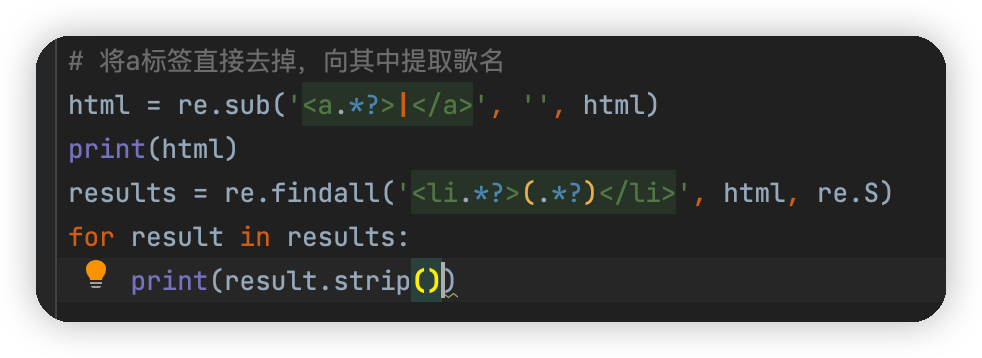 # 将a标签直接去掉，向其中提取歌名
html = re.sub('<a.*?>|</a>', '', html)
print(html)
results = re.findall('<li.*?>(.*?)</li>', html, re.S)
for result in results:
    print(result.strip())